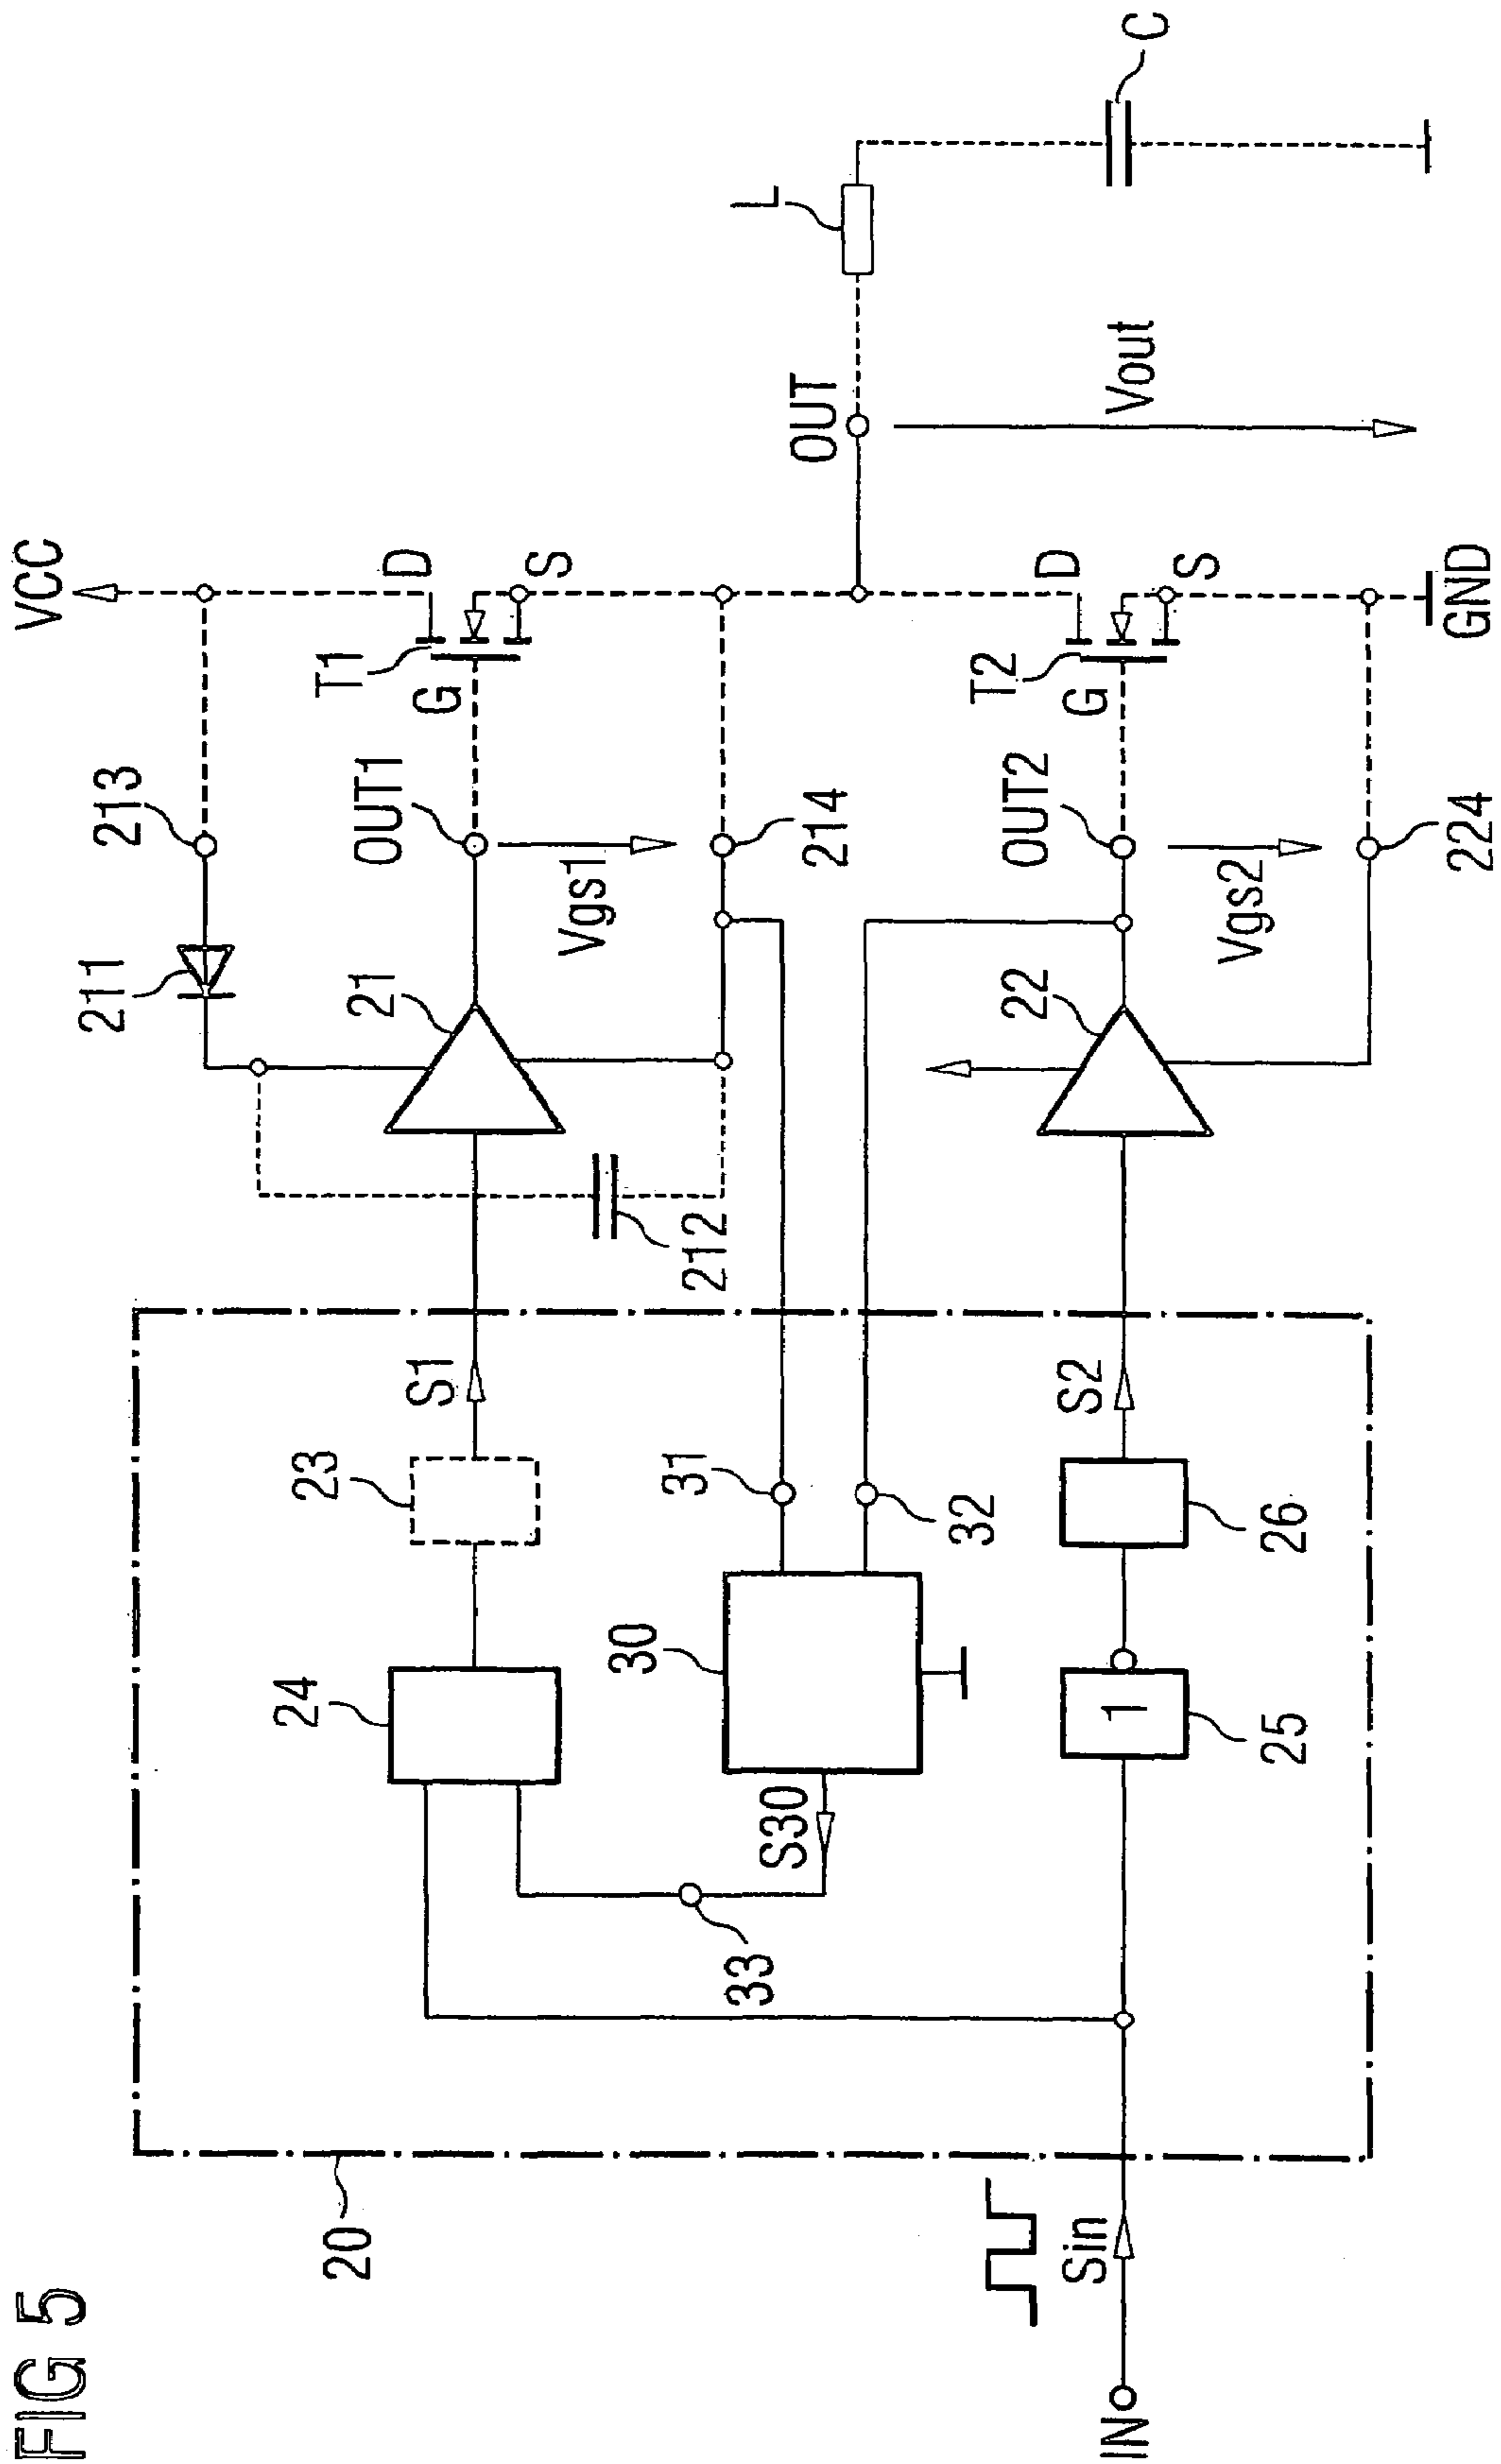 FIG 5
VCC
213
211
D
T1
S
G
OUT1
21
Vgs1
214
212
S1
23
24
31
32
30
S30
33
20
OUT
L
C
Vout
D
T2
S
G
OUT2
22
Vgs2
224
GND
S2
26
1
25
Sin
IN